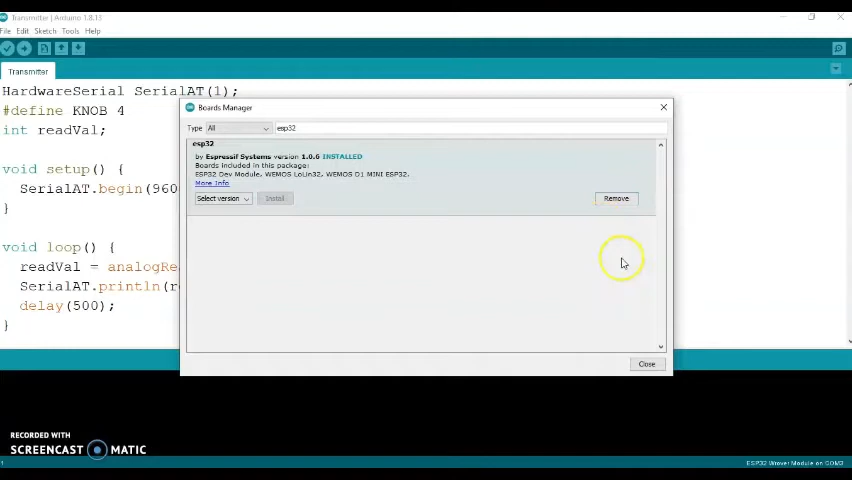 Transmitter | Arduino 1.8.13
File Edit Sketch Tools Help
Transmitter
HardwareSerial SerialAT(1);
#define KNOB 4
int readVal;
void setup() {
SerialAT.begin(960
}
void loop() {
readVal = analogRe
SerialAT.println(r
delay(500);
}
Boards Manager
Type All esp32
esp32
by Espressif Systems version 1.0.6 INSTALLED
Boards included in this package:
ESP32 Dev Module, WEMOS LoLin32, WEMOS D1 MINI ESP32.
More Info
Select version Install Remove
Close
RECORDED WITH
SCREENCAST MATIC
1 ESP32 Wrover Module on COM3